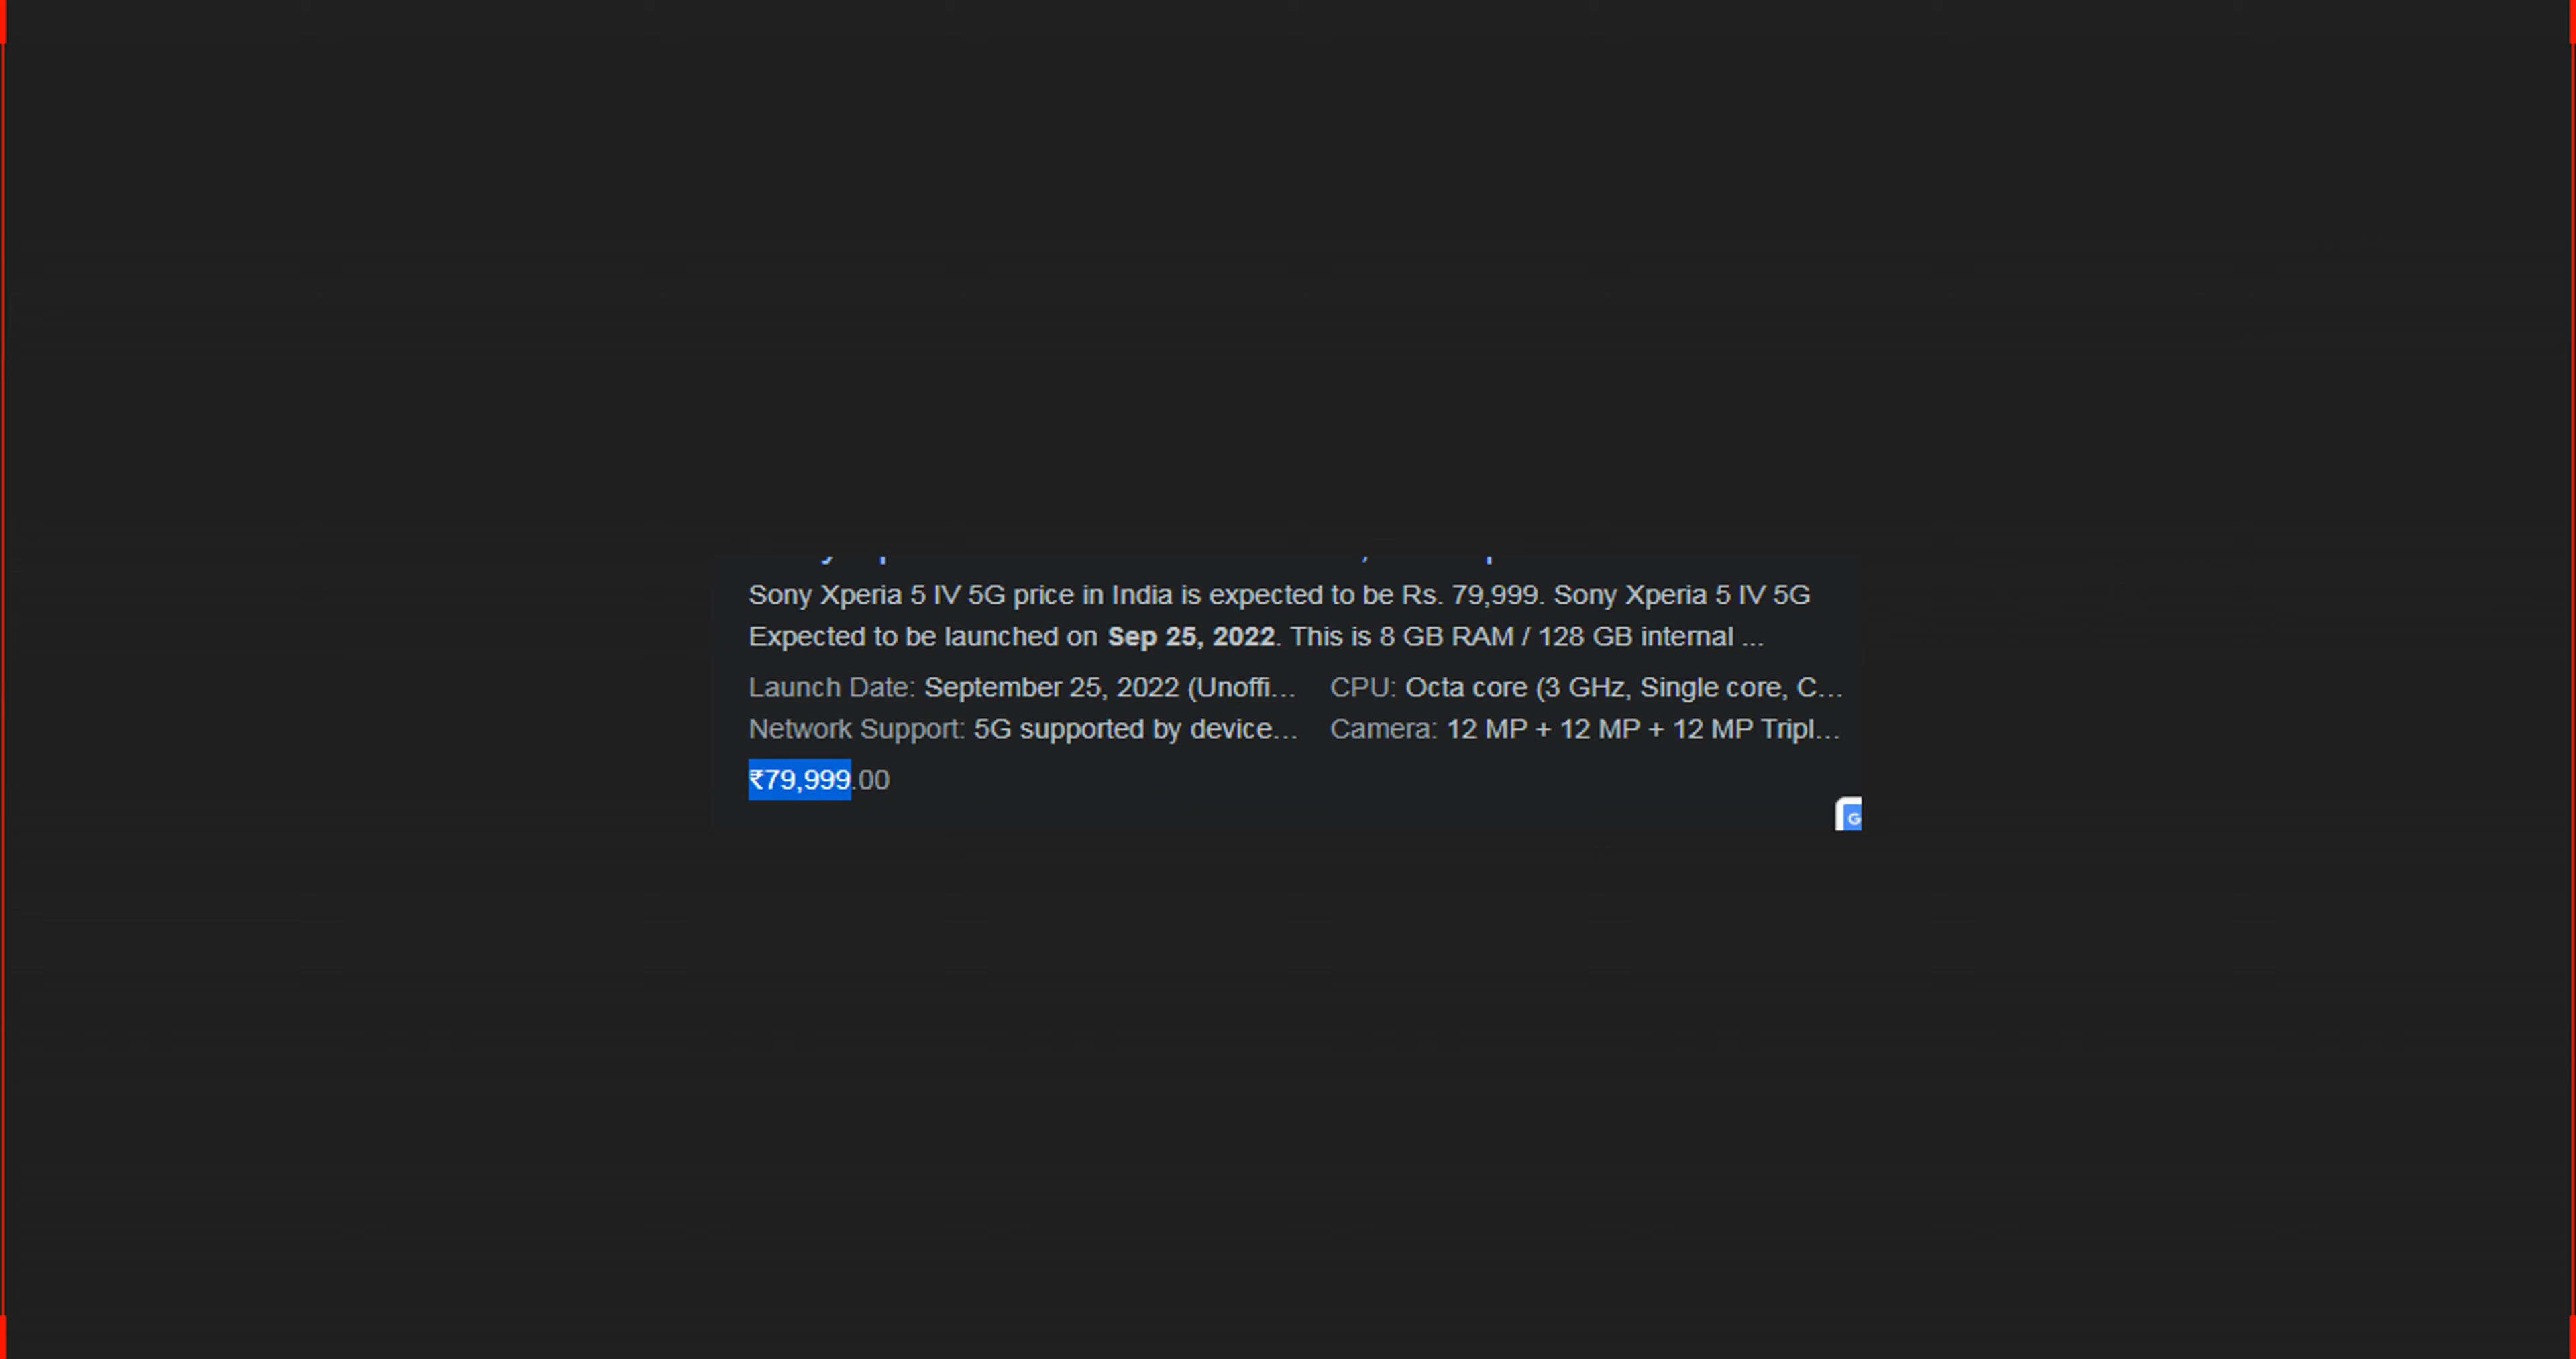 Sony Xperia 5 IV 5G price in India is expected to be Rs. 79,999. Sony Xperia 5 IV 5G
Expected to be launched on Sep 25, 2022. This is 8 GB RAM / 128 GB internal ...
Launch Date: September 25, 2022 (Unoffi... CPU: Octa core (3 GHz, Single core, C...
Network Support: 5G supported by device... Camera: 12 MP + 12 MP + 12 MP Tripl...
₹79,999.00
G